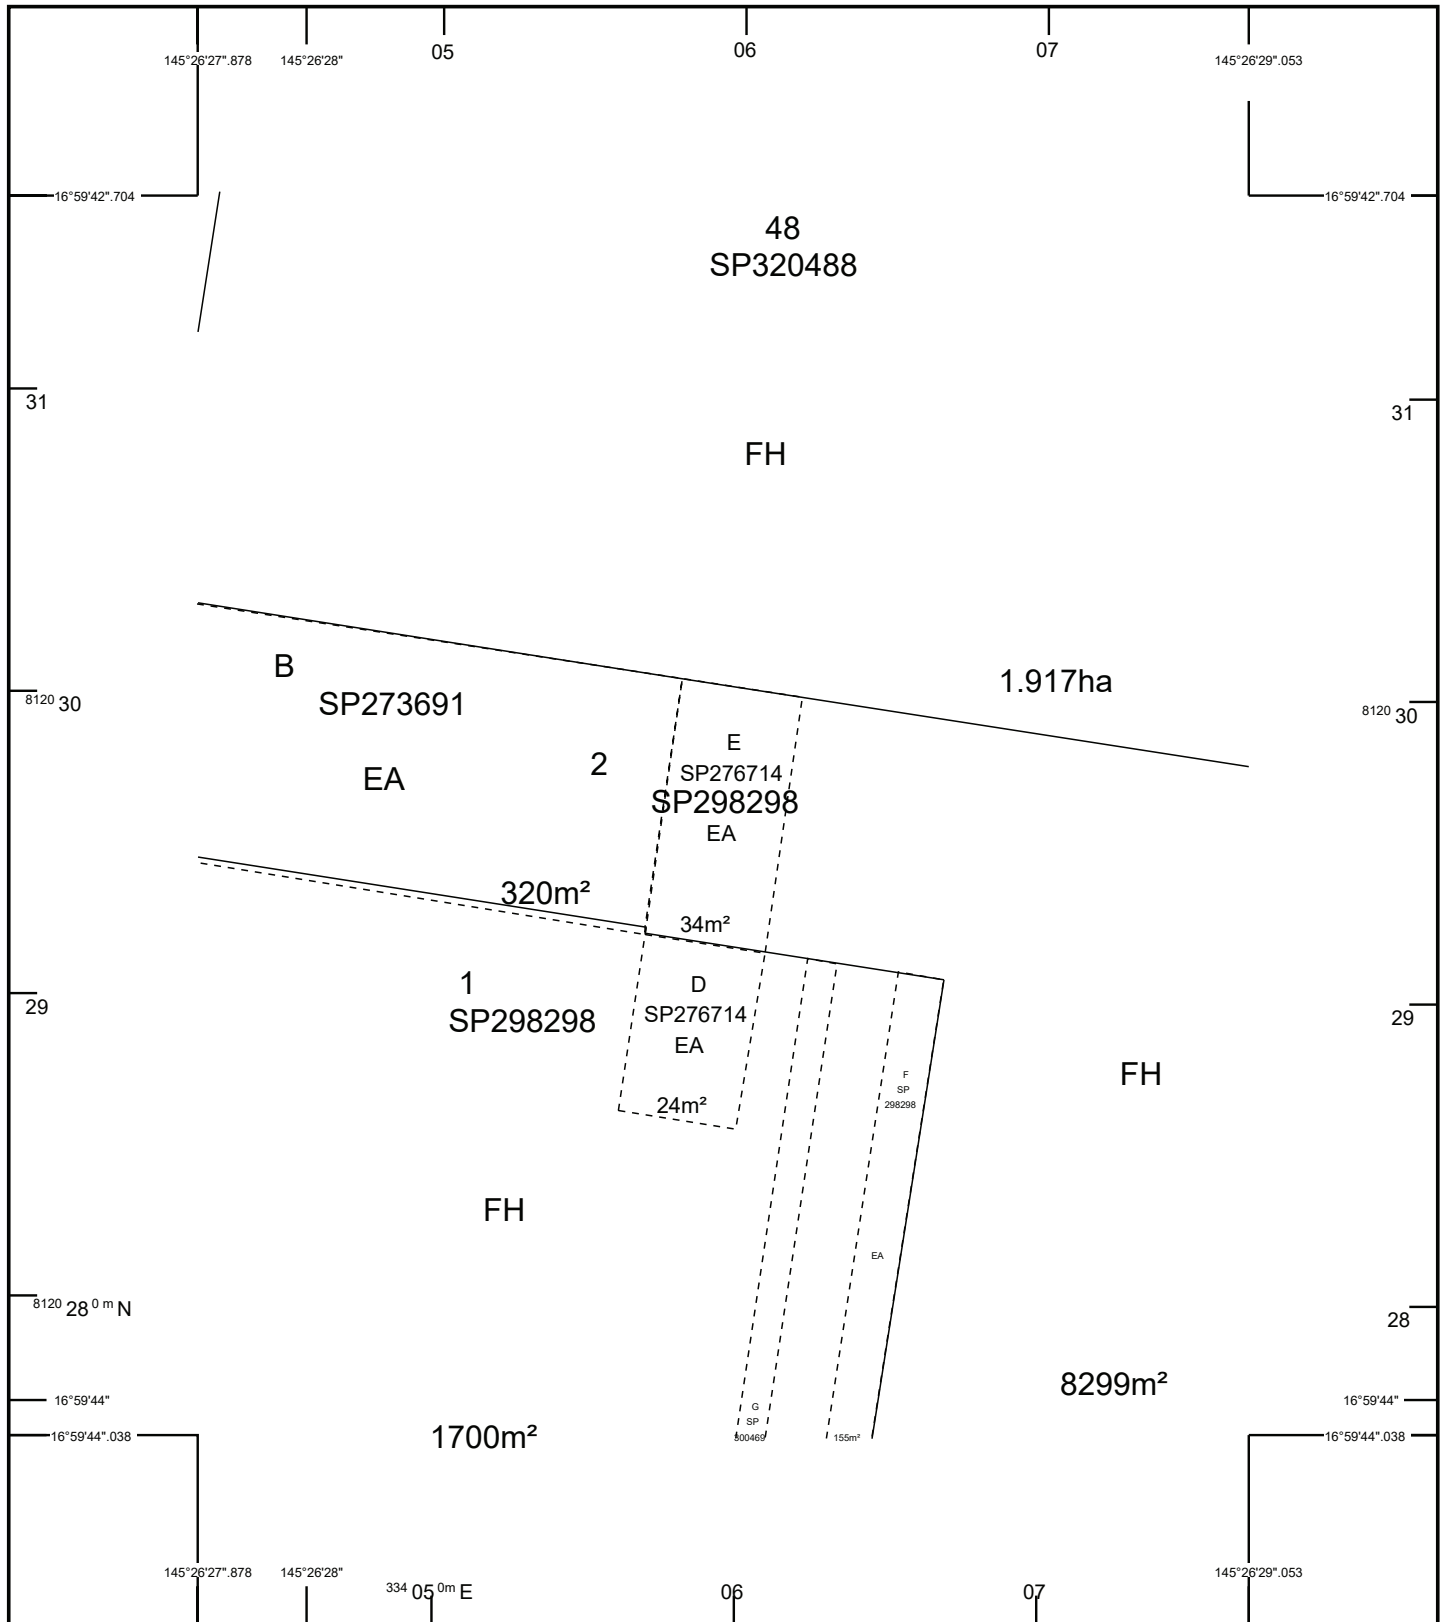 05
06
07
145°26'27".878
145°26'28"
145°26'29".053
16°59'42".704
16°59'42".704
48
SP320488
31
31
FH
B
SP273691
1.917ha
8120 30
8120 30
E
SP276714
2
SP298298
EA
EA
320m²
34m²
1
SP298298
D
SP276714
EA
29
29
FH
F
SP
298298
24m²
FH
EA
8120 28 0 m N
28
8299m²
16°59'44"
16°59'44"
G
SP
300469
155m²
1700m²
16°59'44".038
16°59'44".038
145°26'27".878
145°26'28"
145°26'29".053
334 05 0m E
06
07